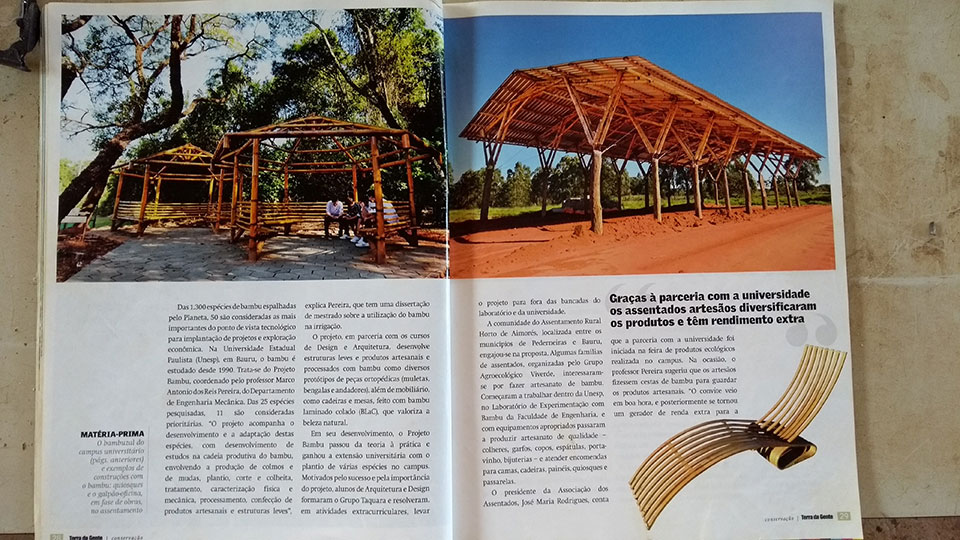 Das 1.300 espécies de bambu espalhadas
pelo Planeta, 50 são consideradas as mais
importantes do ponto de vista tecnológico
para implantação de projetos e exploração
econômica. Na Universidade Estadual
Paulista (Unesp), em Bauru, o bambu é
estudado desde 1990. Trata-se do Projeto
Bambu, coordenado pelo professor Marco
Antonio dos Reis Pereira, do Departamento
de Engenharia Mecânica. Das 25 espécies
pesquisadas, 11 são consideradas
prioritárias. "O projeto acompanha o
desenvolvimento e a adaptação destas
espécies, com desenvolvimento de
estudos na cadeia produtiva do bambu,
envolvendo a produção de colmos e
de mudas, plantio, corte e colheita,
tratamento, caracterização física e
mecânica, processamento, confecção de
produtos artesanais e estruturas leves",
MATÉRIA-PRIMA
O bambuzal do
campus universitário
(págs. anteriores)
e exemplos de
construções com
o bambu: quiosques
e o galpão-oficina,
em fase de obras,
no assentamento
explica Pereira, que tem uma dissertação
de mestrado sobre a utilização do bambu
na irrigação.
O projeto, em parceria com os cursos
de Design e Arquitetura, desenvolve
estruturas leves e produtos artesanais e
processados com bambu como diversos
protótipos de peças ortopédicas (muletas,
bengalas e andadores), além de mobiliário,
como cadeiras e mesas, feito com bambu
laminado colado (BLaC), que valoriza a
beleza natural.
Em seu desenvolvimento, o Projeto
Bambu passou da teoria à prática e
ganhou a extensão universitária com o
plantio de várias espécies no campus.
Motivados pelo sucesso e pela importância
do projeto, alunos de Arquitetura e Design
formaram o Grupo Taquara e resolveram,
em atividades extracurriculares, levar
28 Terra da Gente | conservação
o projeto para fora das bancadas do
laboratório e da universidade.
A comunidade do Assentamento Rural
Horto de Aimorés, localizada entre os
municípios de Pederneiras e Bauru,
engajou-se na proposta. Algumas famílias
de assentados, organizadas pelo Grupo
Agroecológico Viverde, interessaram-
se por fazer artesanato de bambu.
Começaram a trabalhar dentro da Unesp,
no Laboratório de Experimentação com
Bambu da Faculdade de Engenharia, e
com equipamentos apropriados passaram
a produzir artesanato de qualidade –
colheres, garfos, copos, espátulas, porta-
vinho, bijuterias – e atender encomendas
para camas, cadeiras, painéis, quiosques e
passarelas.
O presidente da Associação dos
Assentados, José Maria Rodrigues, conta
Graças à parceria com a universidade
os assentados artesãos diversificaram
os produtos e têm rendimento extra
que a parceria com a universidade foi
iniciada na feira de produtos ecológicos
realizada no campus. Na ocasião, o
professor Pereira sugeriu que os artesãos
fizessem cestas de bambu para guardar
os produtos artesanais. "O convite veio
em boa hora, e posteriormente se tornou
um gerador de renda extra para a
conservação | Terra da Gente 29